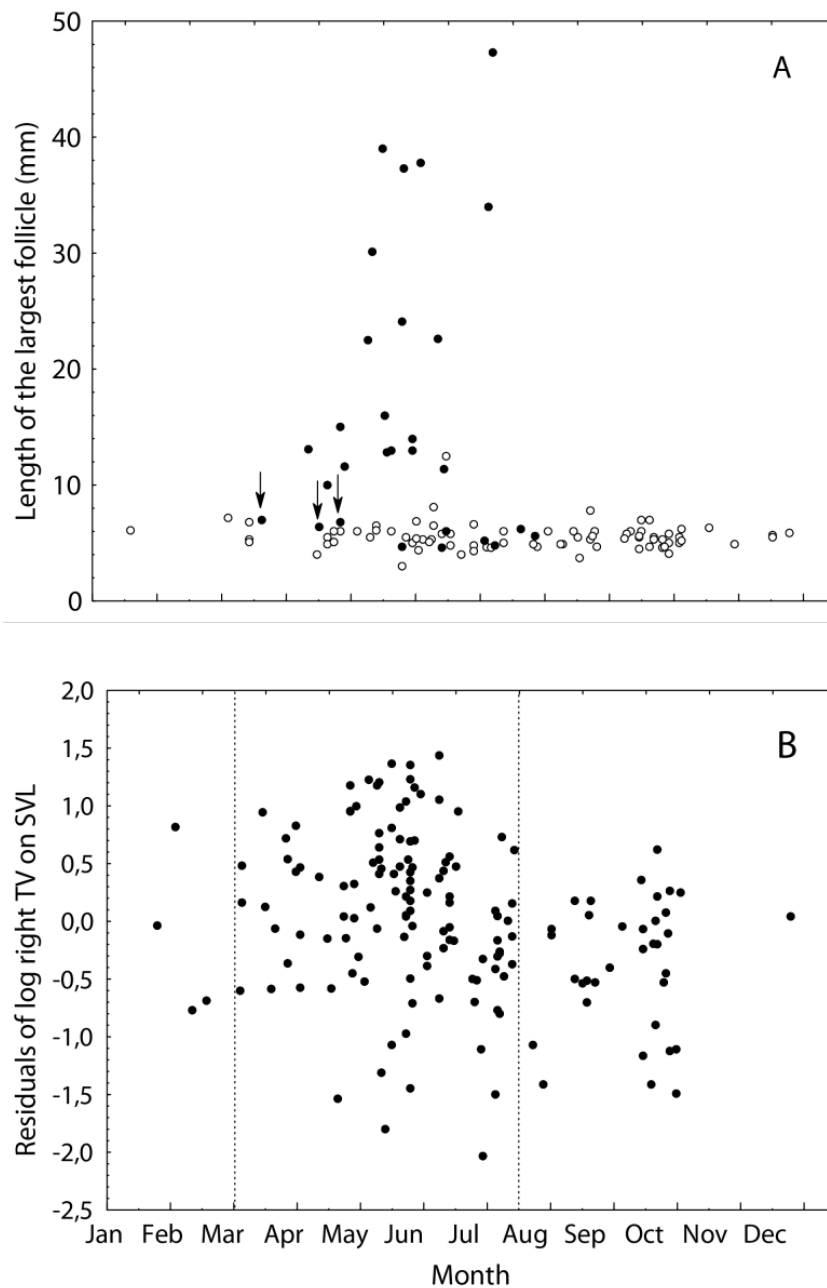 A
Length of the largest follicle (mm)
50
40
30
20
10
0
B
Residuals of log right TV on SVL
2,0
1,5
1,0
0,5
0,0
-0,5
-1,0
-1,5
-2,0
-2,5
Jan Feb Mar Apr May Jun Jul Aug Sep Oct Nov Dec
Month